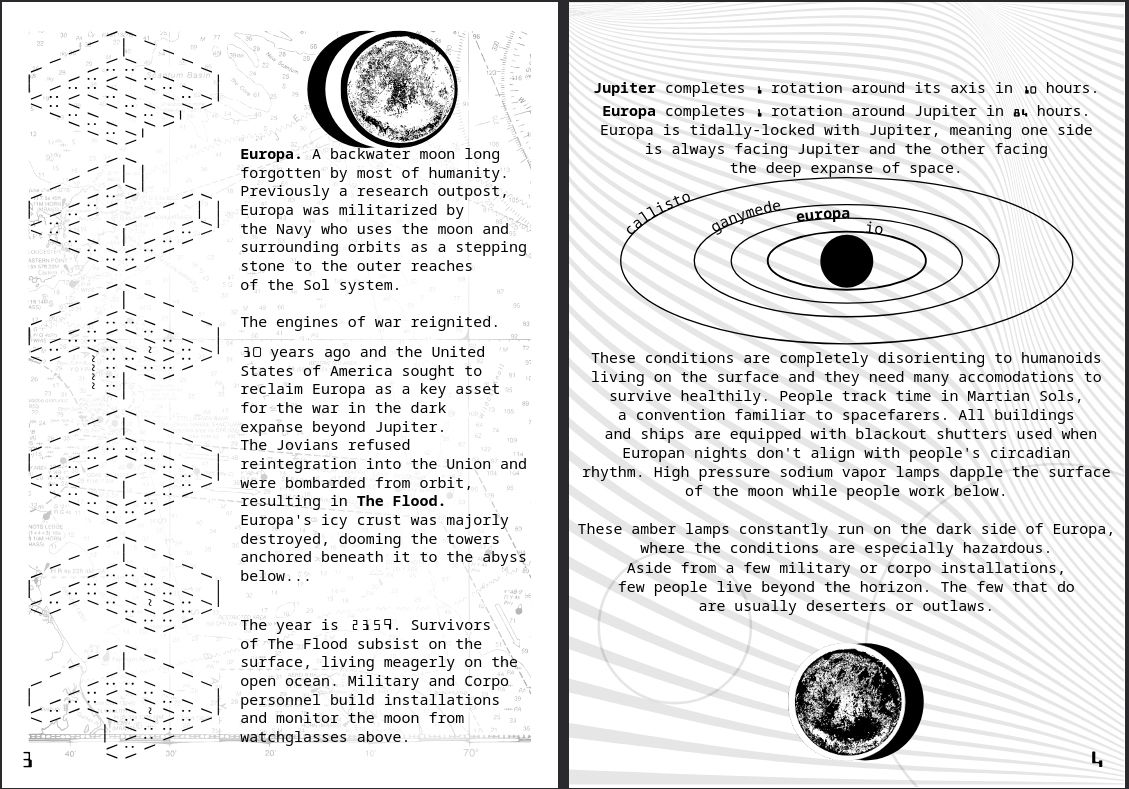 Europa. A backwater moon long
forgotten by most of humanity.
Previously a research outpost,
Europa was militarized by
the Navy who uses the moon and
surrounding orbits as a stepping
stone to the outer reaches
of the Sol system.
The engines of war reignited.
30 years ago and the United
States of America sought to
reclaim Europa as a key asset
for the war in the dark
expanse beyond Jupiter.
The Jovians refused
reintegration into the Union and
were bombarded from orbit,
resulting in The Flood.
Europa's icy crust was majorly
destroyed, dooming the towers
anchored beneath it to the abyss
below...
The year is 2359. Survivors
of The Flood subsist on the
surface, living meagerly on the
open ocean. Military and Corpo
personnel build installations
and monitor the moon from
watchglasses above.
40°
30°
20°
10°
70°
3
Jupiter completes 1 rotation around its axis in 10 hours.
Europa completes 1 rotation around Jupiter in 84 hours.
Europa is tidally-locked with Jupiter, meaning one side
is always facing Jupiter and the other facing
the deep expanse of space.
callisto
ganymede
europa
io
These conditions are completely disorienting to humanoids
living on the surface and they need many accomodations to
survive healthily. People track time in Martian Sols,
a convention familiar to spacefarers. All buildings
and ships are equipped with blackout shutters used when
Europan nights don't align with people's circadian
rhythm. High pressure sodium vapor lamps dapple the surface
of the moon while people work below.
These amber lamps constantly run on the dark side of Europa,
where the conditions are especially hazardous.
Aside from a few military or corpo installations,
few people live beyond the horizon. The few that do
are usually deserters or outlaws.
4